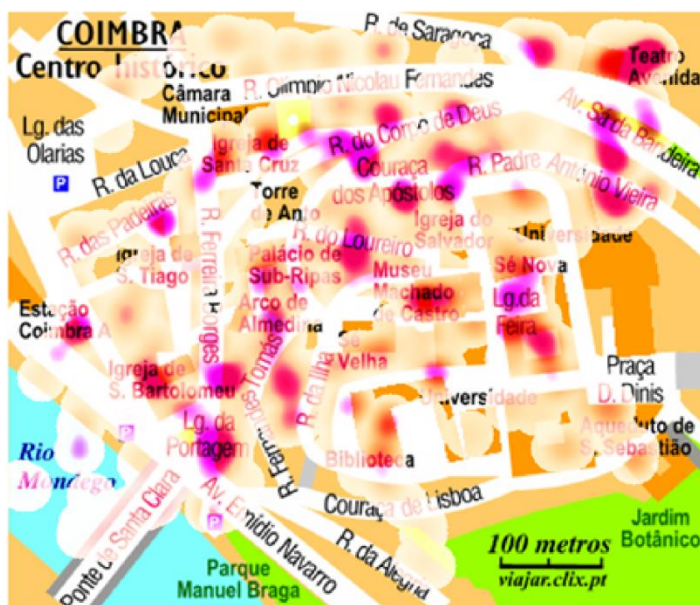 COIMBRA
Centro histórico
R. de Saragoça
Teatro
Avenida
R. Olímpio Nicolau Fernandes
Câmara
Municipal
Av. Sá da Bandeira
Lg. das
Olarias
P
R. da Louça
Igreja de
Santa Cruz
R. do Corpo de Deus
Couraça
dos Apóstolos
R. Padre António Vieira
R. das Padeiras
Torre
de Anto
R. Ferreira Borges
R. do Loureiro
Igreja do
Salvador
Universidade
Igreja de
S. Tiago
Palácio de
Sub-Ripas
Museu
Machado
de Castro
Sé Nova
Lg. da
Feira
Estação
Coimbra A
Arco de
Almedina
Sé
Velha
R. da Ilha
Igreja de
S. Bartolomeu
R. Fernandes Tomás
Universidade
Praça
D. Dinis
Lg. da
Portagem
Biblioteca
Aqueduto de
S. Sebastião
Rio
Mondego
P
P
Ponte de Santa Clara
Av. Emídio Navarro
Couraça de Lisboa
R. da Alegria
Parque
Manuel Braga
Jardim
Botânico
100 metros
viajar.clix.pt